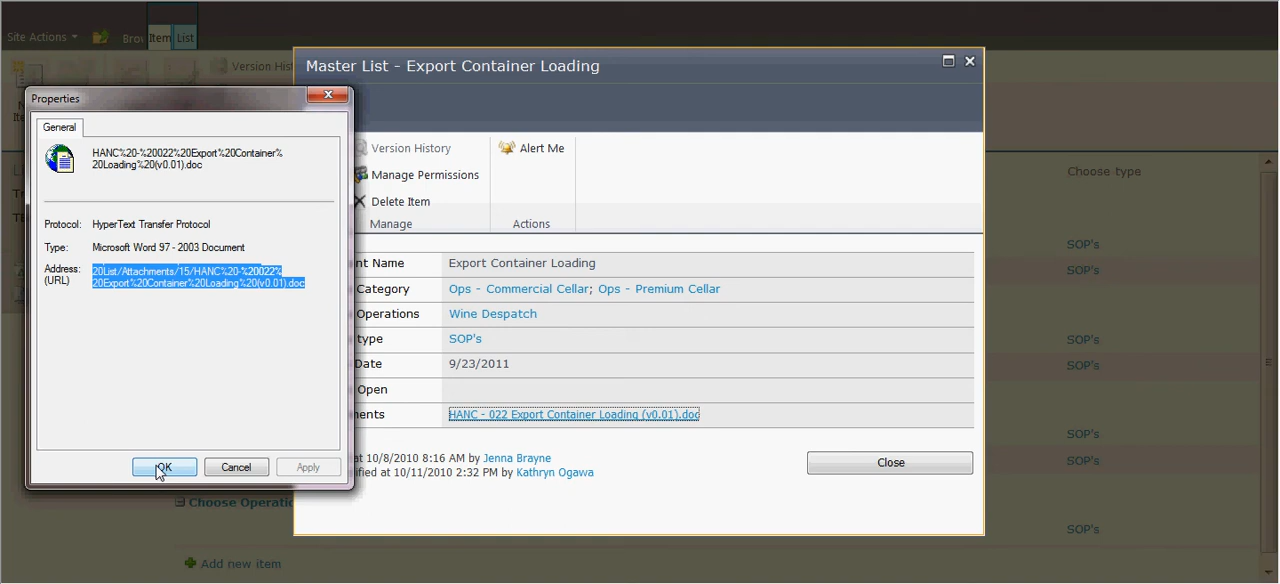 Site Actions
Brow
Item
List
Version Hist
Properties
General
HANC%20-%20022%20Export%20Container%
20Loading%20(v0.01).doc
Protocol: HyperText Transfer Protocol
Type: Microsoft Word 97 - 2003 Document
Address: 20List/Attachments/15/HANC%20-%20022%
(URL) 20Export%20Container%20Loading%20(v0.01).doc
OK Cancel Apply
Master List - Export Container Loading
Version History
Manage Permissions
Delete Item
Manage
Alert Me
Actions
nt Name Export Container Loading
Category Ops - Commercial Cellar; Ops - Premium Cellar
Operations Wine Despatch
type SOP's
Date 9/23/2011
Open
ents HANC - 022 Export Container Loading (v0.01).doc
at 10/8/2010 8:16 AM by Jenna Brayne
ified at 10/11/2010 2:32 PM by Kathryn Ogawa
Close
Choose type
SOP's
SOP's
SOP's
SOP's
SOP's
SOP's
SOP's
Choose Operatio
Add new item